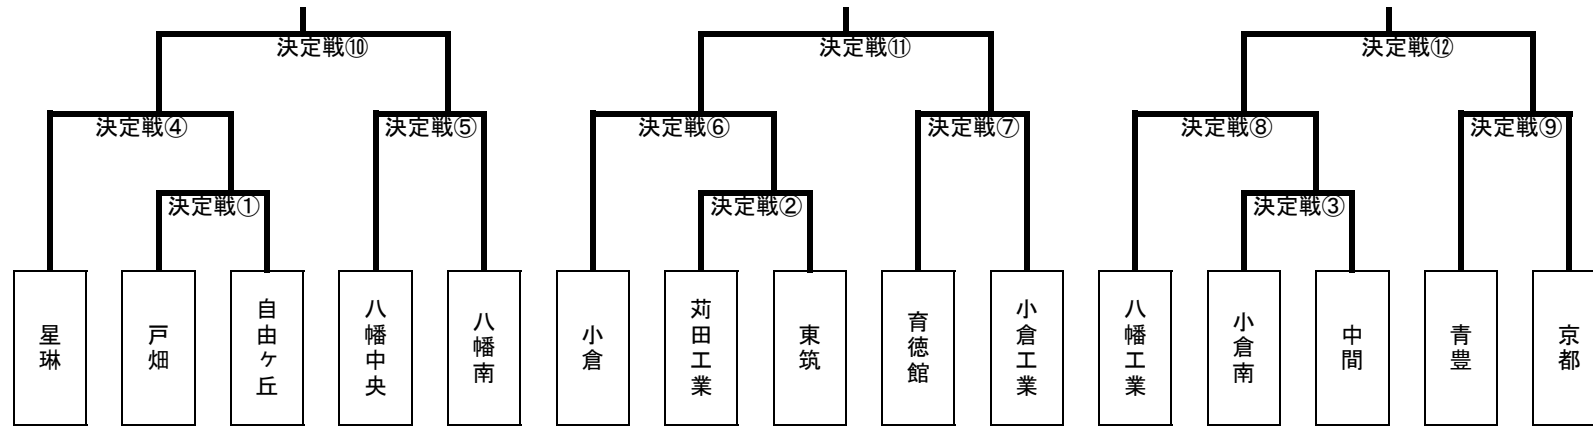 決定戦⑩
決定戦⑪
決定戦⑫
決定戦④
決定戦⑤
決定戦⑥
決定戦⑦
決定戦⑧
決定戦⑨
決定戦①
決定戦②
決定戦③
星琳
戸畑
自由ヶ丘
八幡中央
八幡南
小倉
苅田工業
東筑
育徳館
小倉工業
八幡工業
小倉南
中間
青豊
京都